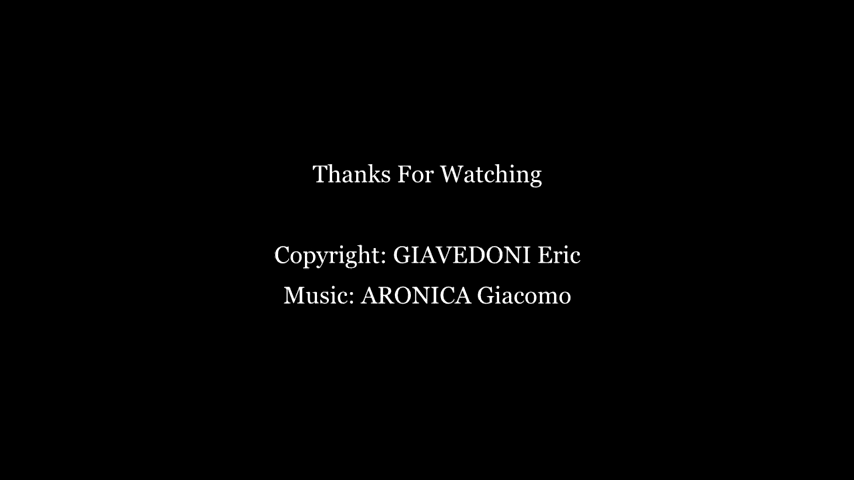 Thanks For Watching
Copyright: GIAVEDONI Eric
Music: ARONICA Giacomo